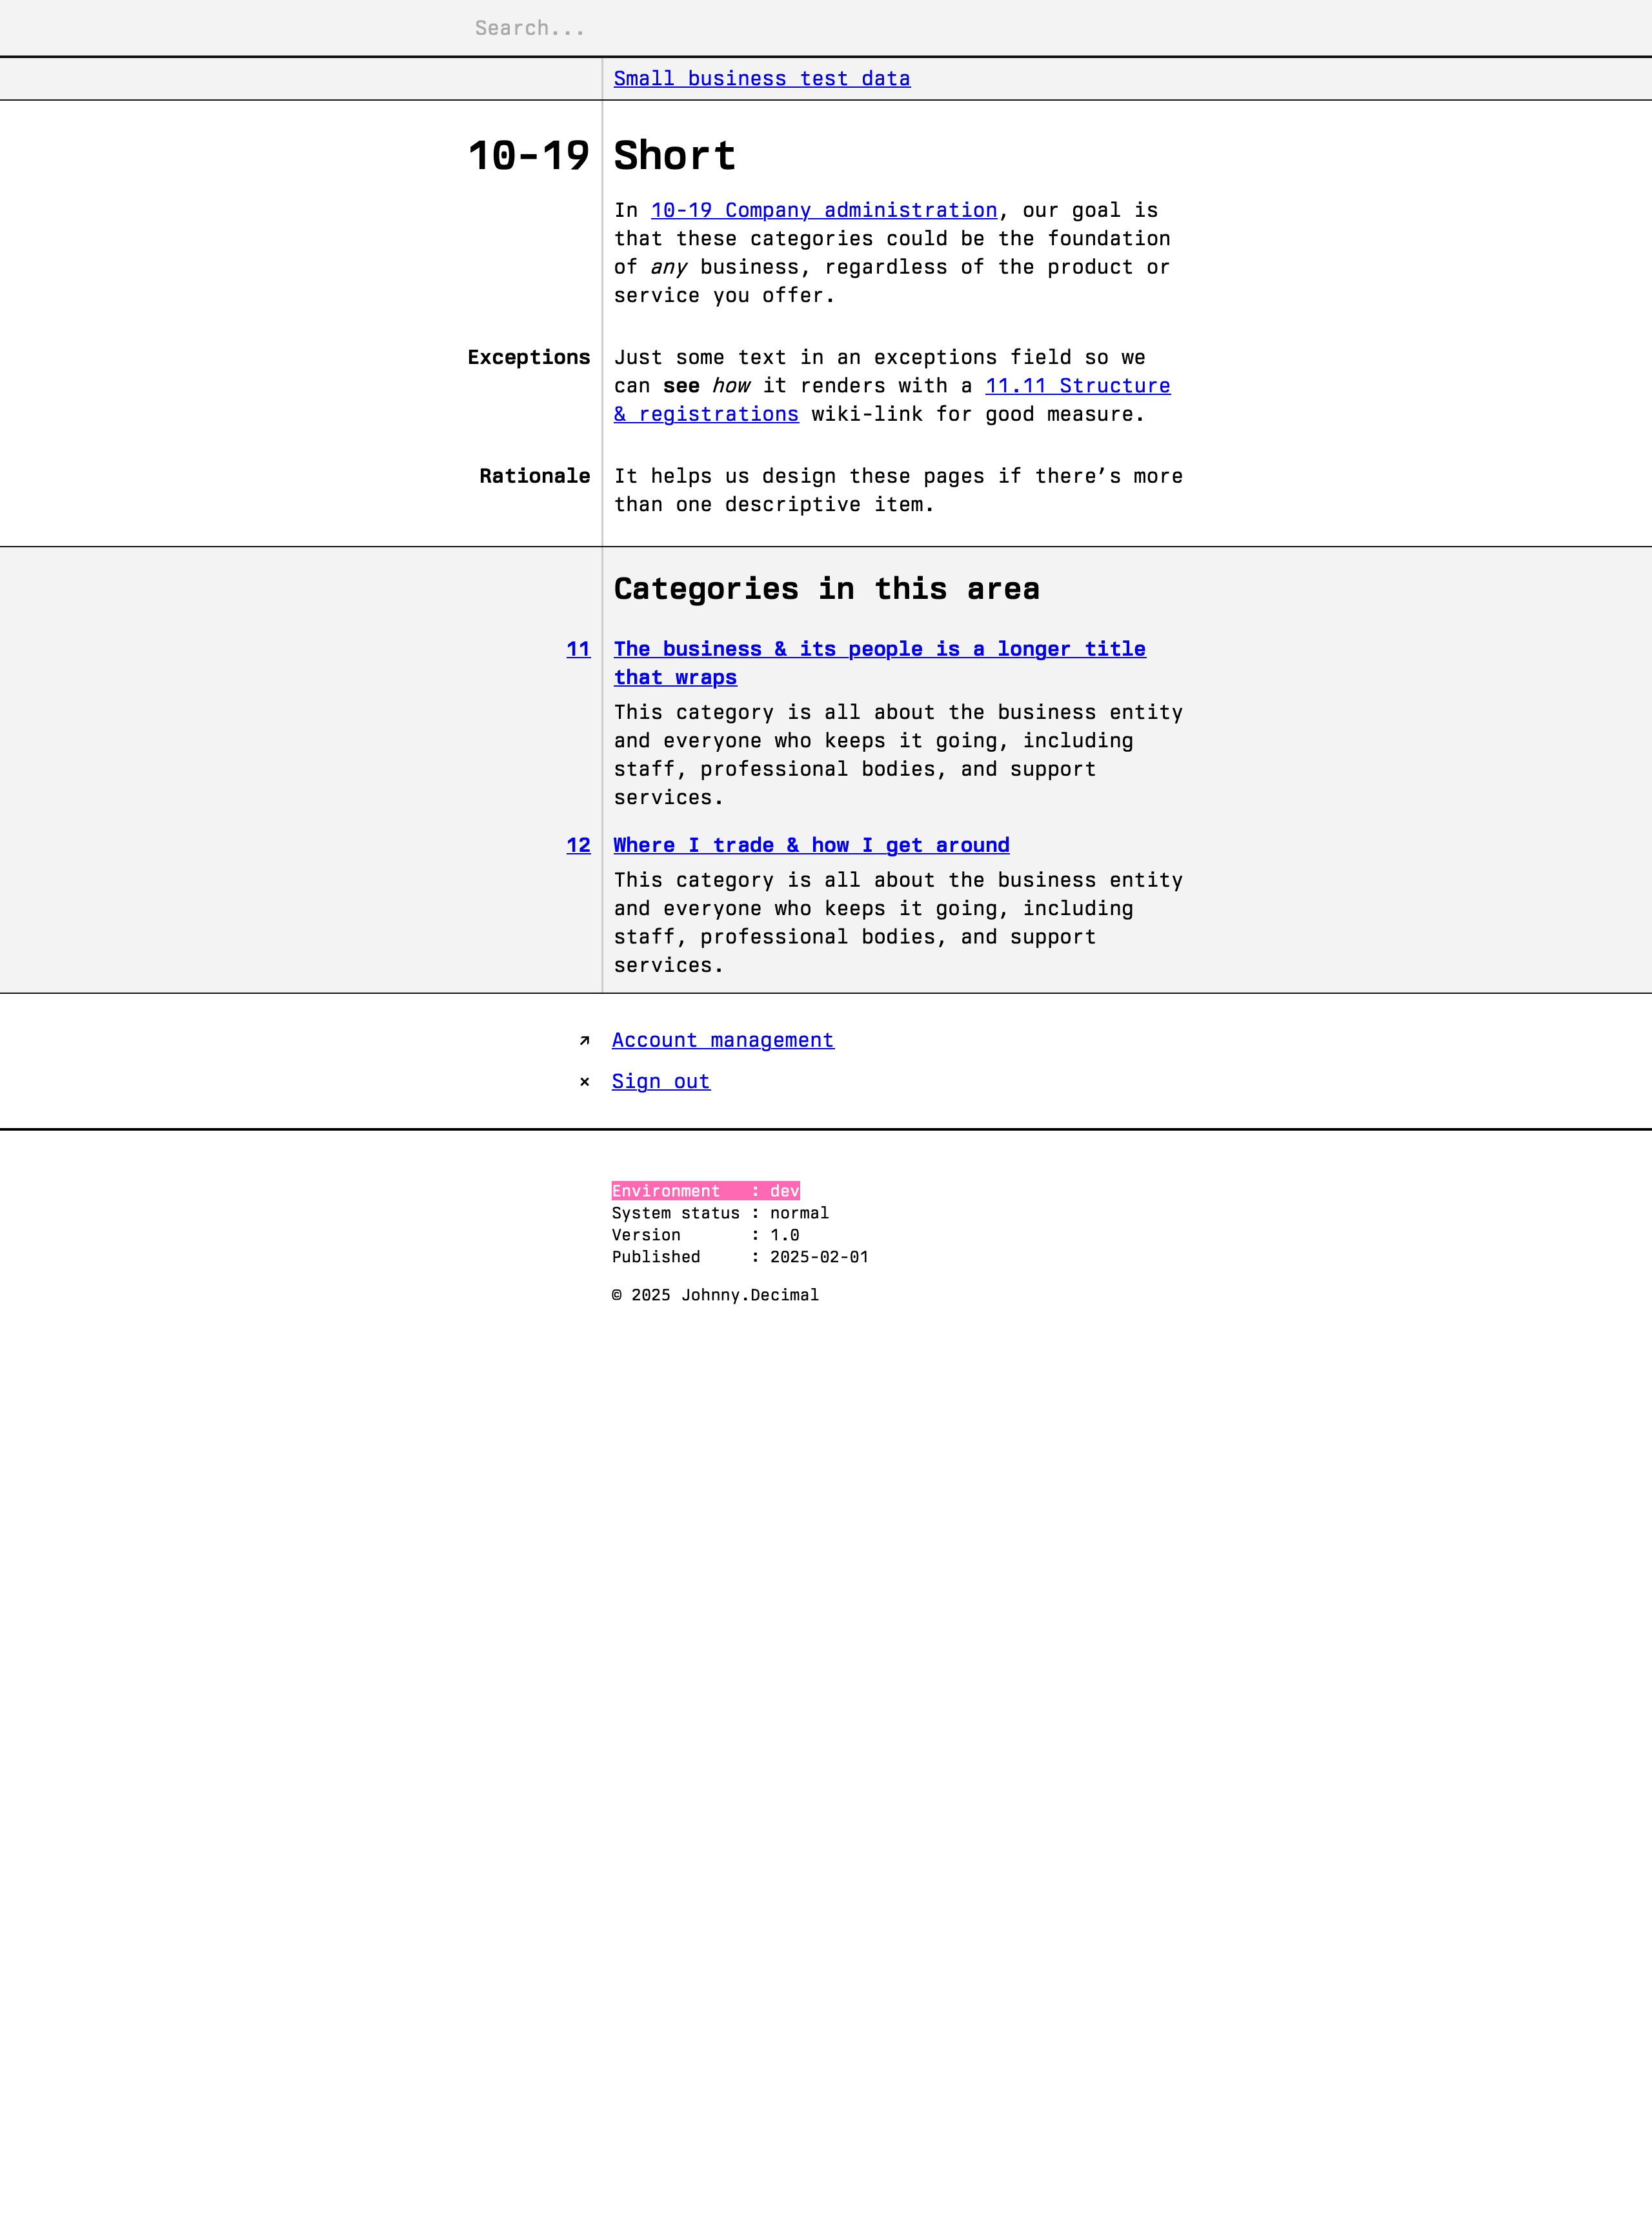 Search...
Small business test data
10-19 Short
In 10-19 Company administration, our goal is
that these categories could be the foundation
of any business, regardless of the product or
service you offer.
Exceptions Just some text in an exceptions field so we
can see how it renders with a 11.11 Structure
& registrations wiki-link for good measure.
Rationale It helps us design these pages if there’s more
than one descriptive item.
Categories in this area
11 The business & its people is a longer title
that wraps
This category is all about the business entity
and everyone who keeps it going, including
staff, professional bodies, and support
services.
12 Where I trade & how I get around
This category is all about the business entity
and everyone who keeps it going, including
staff, professional bodies, and support
services.
↗ Account management
× Sign out
Environment : dev
System status : normal
Version : 1.0
Published : 2025-02-01
© 2025 Johnny.Decimal